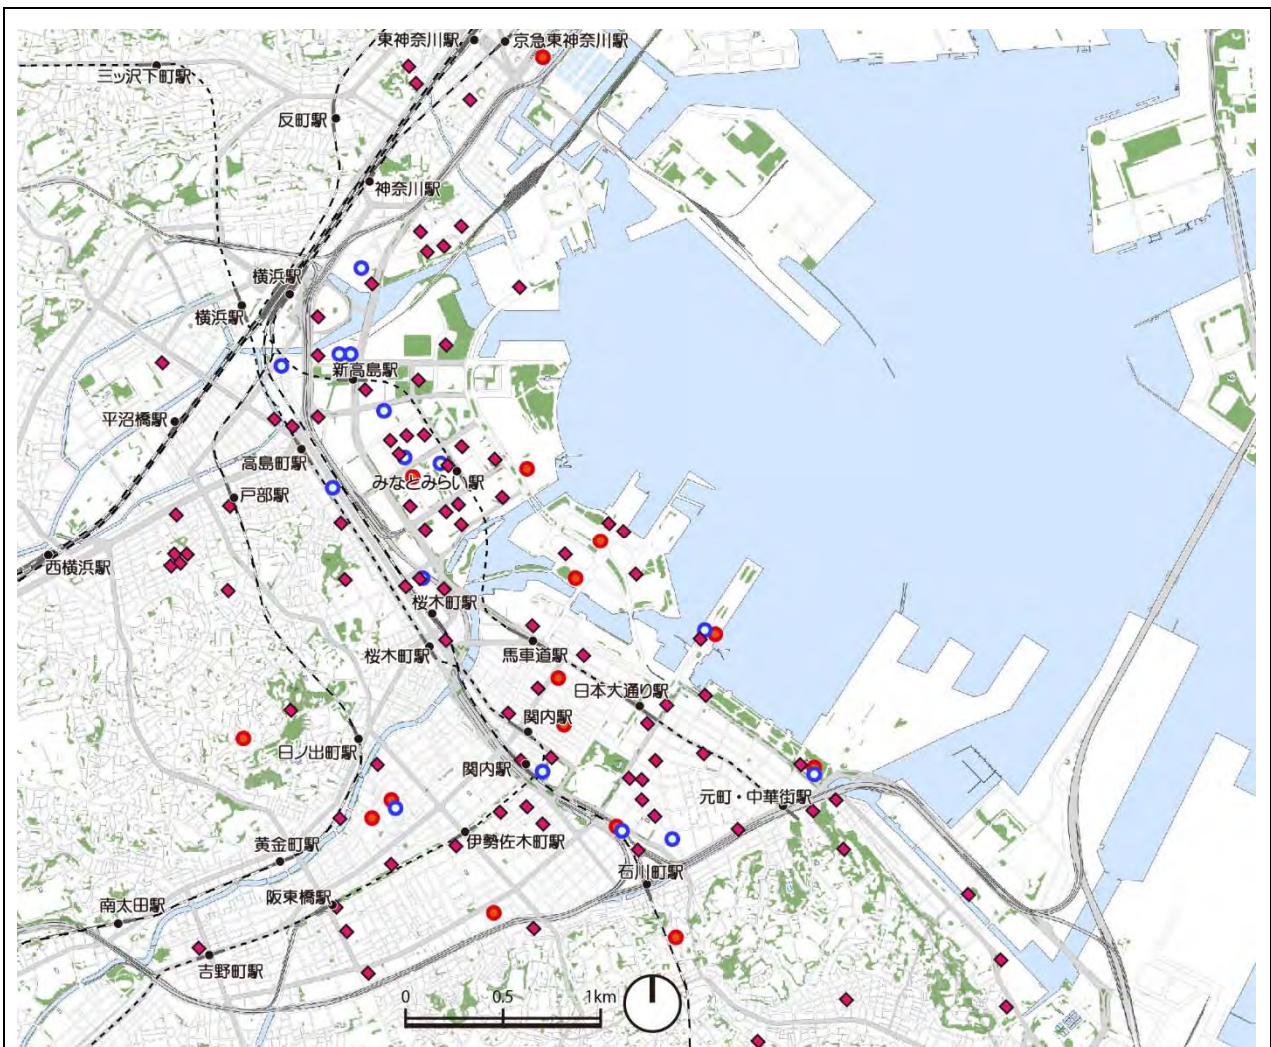 東神奈川駅
京急東神奈川駅
三ッ沢下町駅
反町駅
神奈川駅
横浜駅
横浜駅
新高島駅
平沼橋駅
高島町駅
みなとみらい駅
戸部駅
西横浜駅
桜木町駅
桜木町駅
馬車道駅
日本大通り駅
関内駅
日ノ出町駅
関内駅
元町・中華街駅
黄金町駅
伊勢佐木町駅
石川町駅
阪東橋駅
南太田駅
吉野町駅
0 0.5 1km